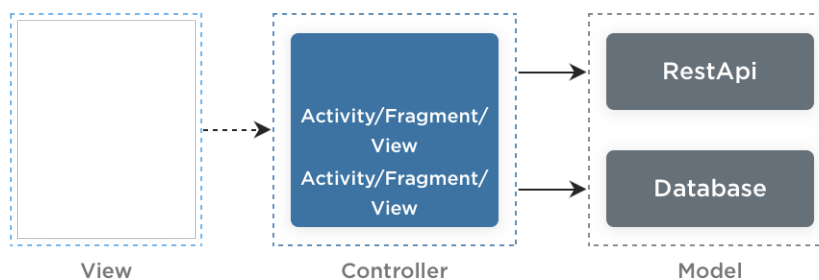 Activity/Fragment/
View
Activity/Fragment/
View
RestApi
Database
View
Controller
Model